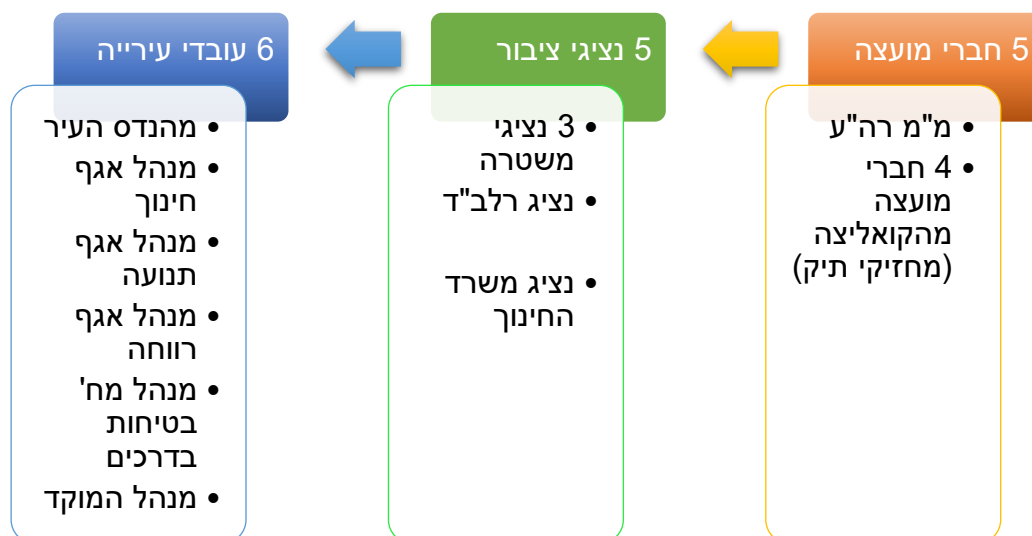 5 חברי מועצה
• מ"מ רה"ע
• 4 חברי
מועצה
מהקואליצה
(מחזיקי תיק)
5 נציגי ציבור
• 3 נציגי
משטרה
• נציג רלב"ד
• נציג משרד
החינוך
6 עובדי עירייה
• מהנדס העיר
• מנהל אגף
חינוך
• מנהל אגף
תנועה
• מנהל אגף
רווחה
• מנהל מח'
בטיחות
בדרכים
• מנהל המוקד